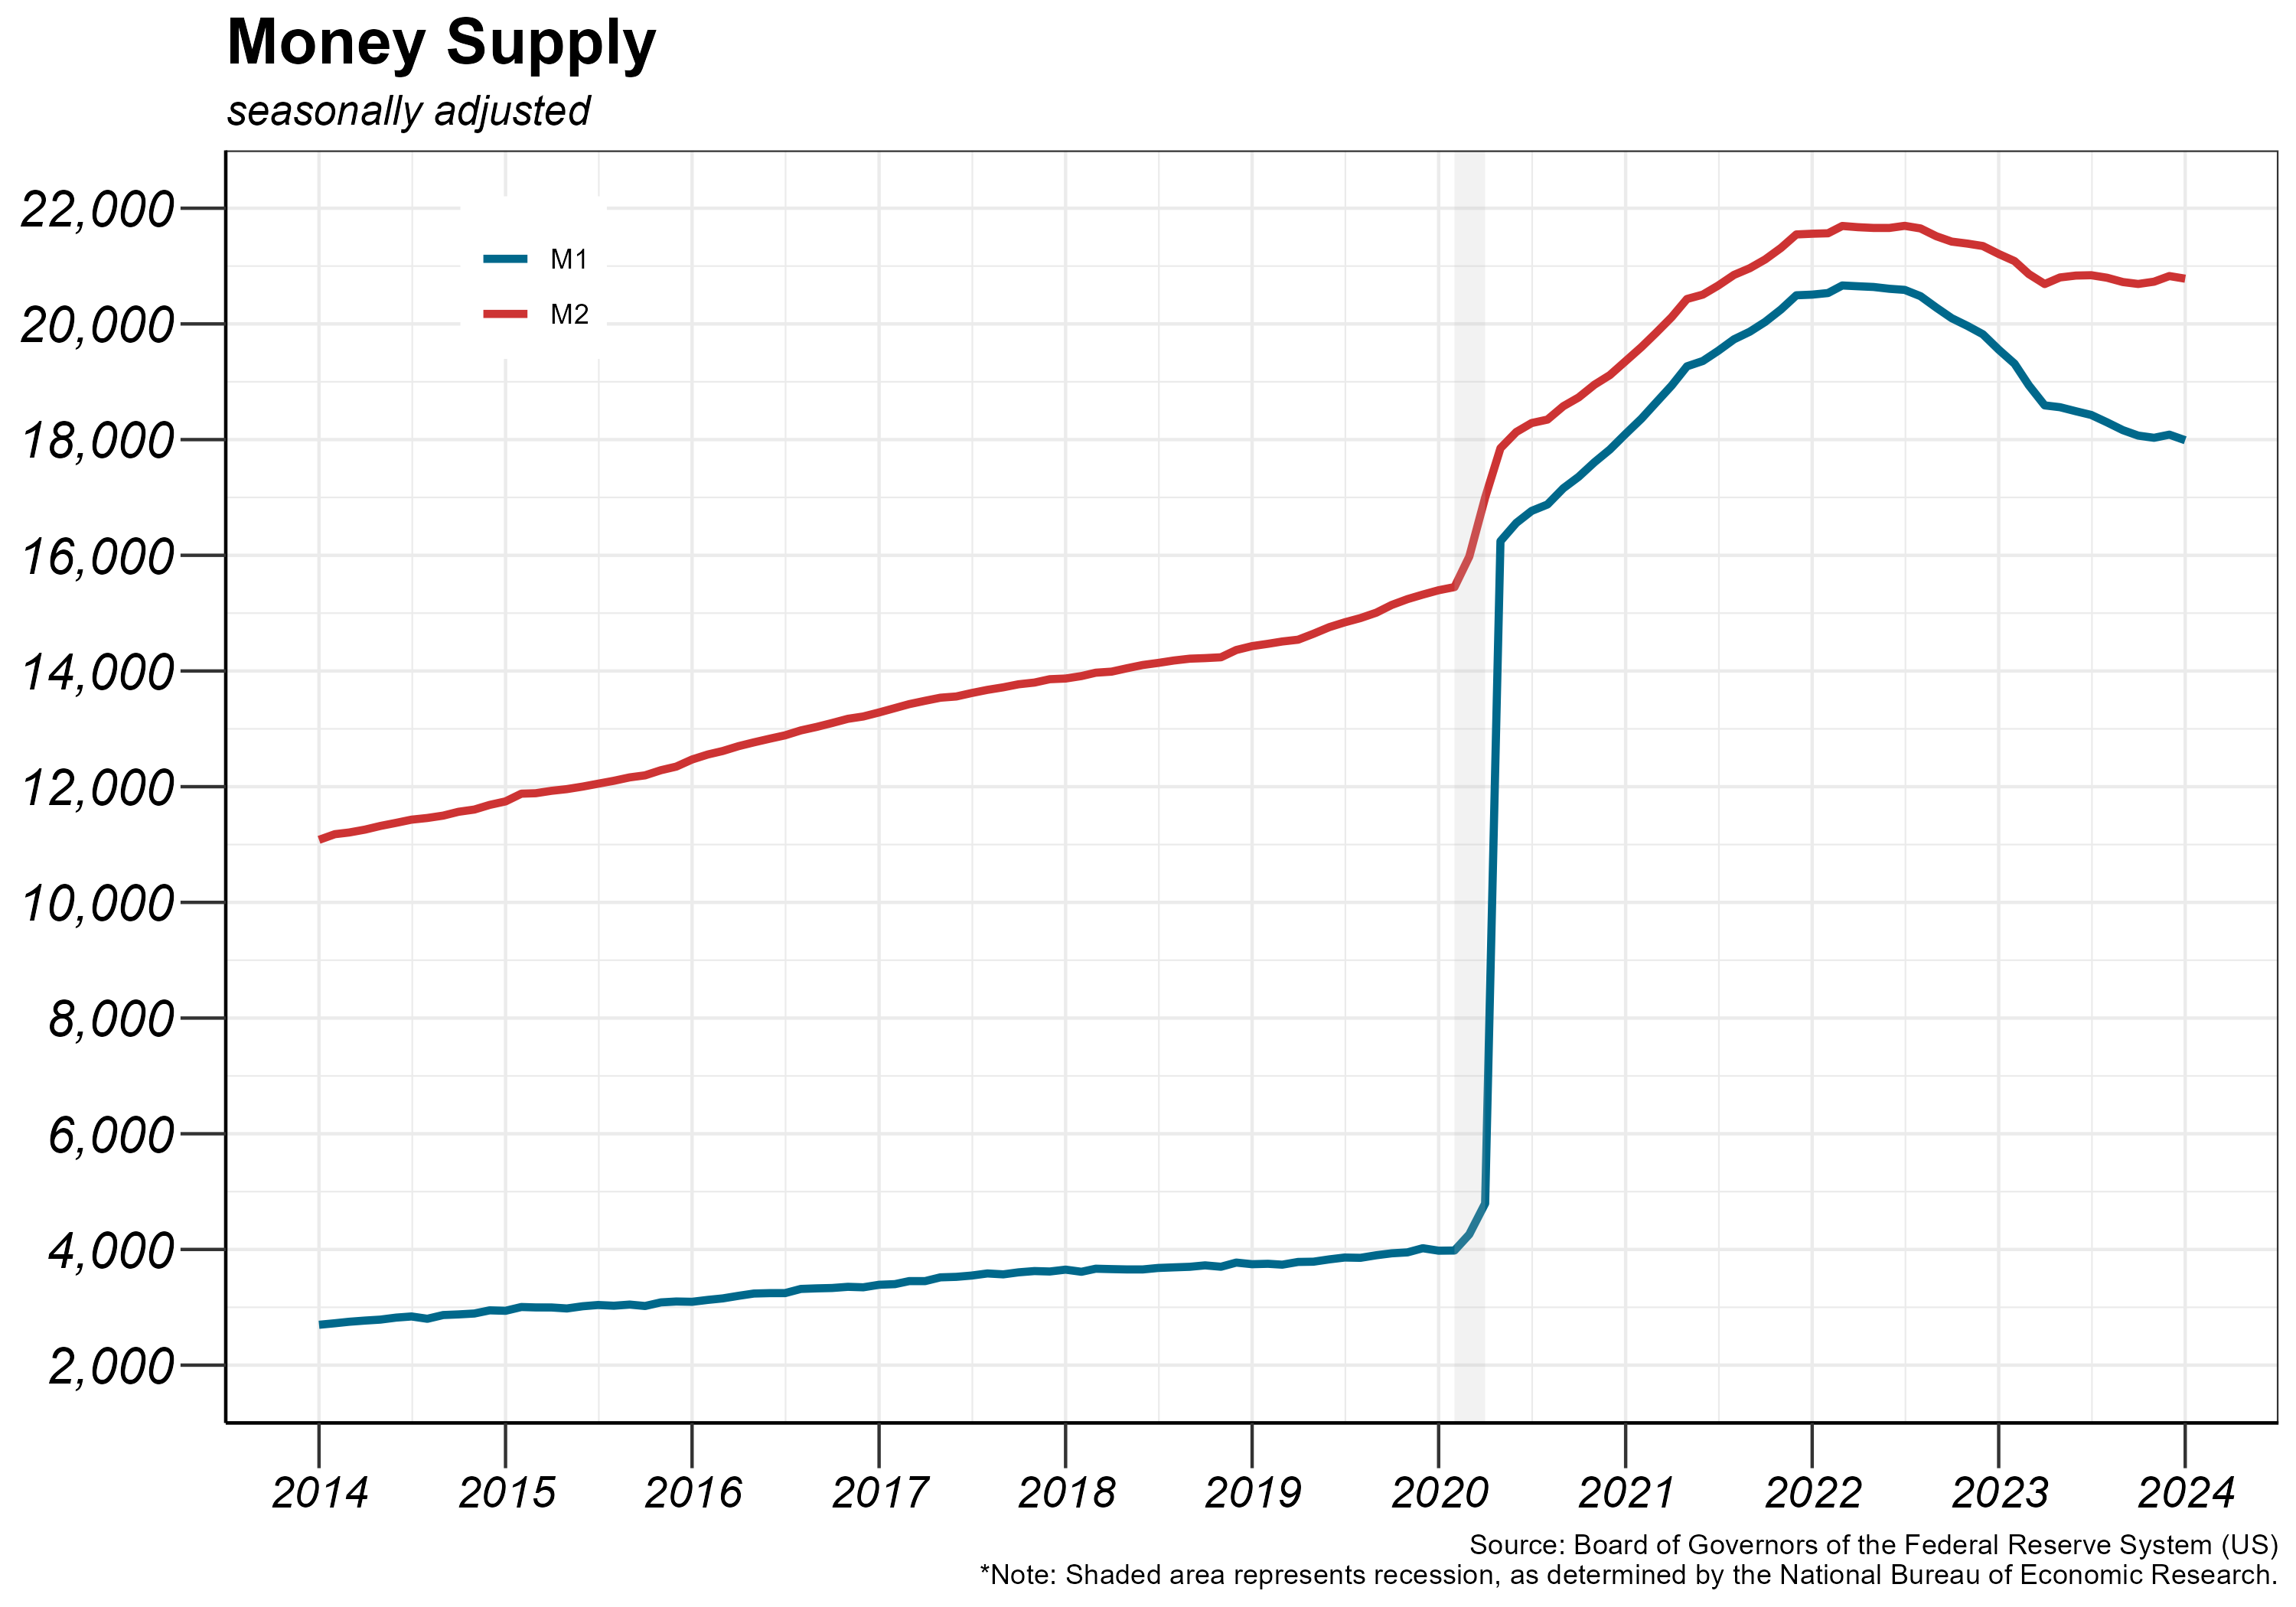 Money Supply
seasonally adjusted
22,000
20,000
18,000
16,000
14,000
12,000
10,000
8,000
6,000
4,000
2,000
M1
M2
2014 2015 2016 2017 2018 2019 2020 2021 2022 2023 2024
Source: Board of Governors of the Federal Reserve System (US)
*Note: Shaded area represents recession, as determined by the National Bureau of Economic Research.